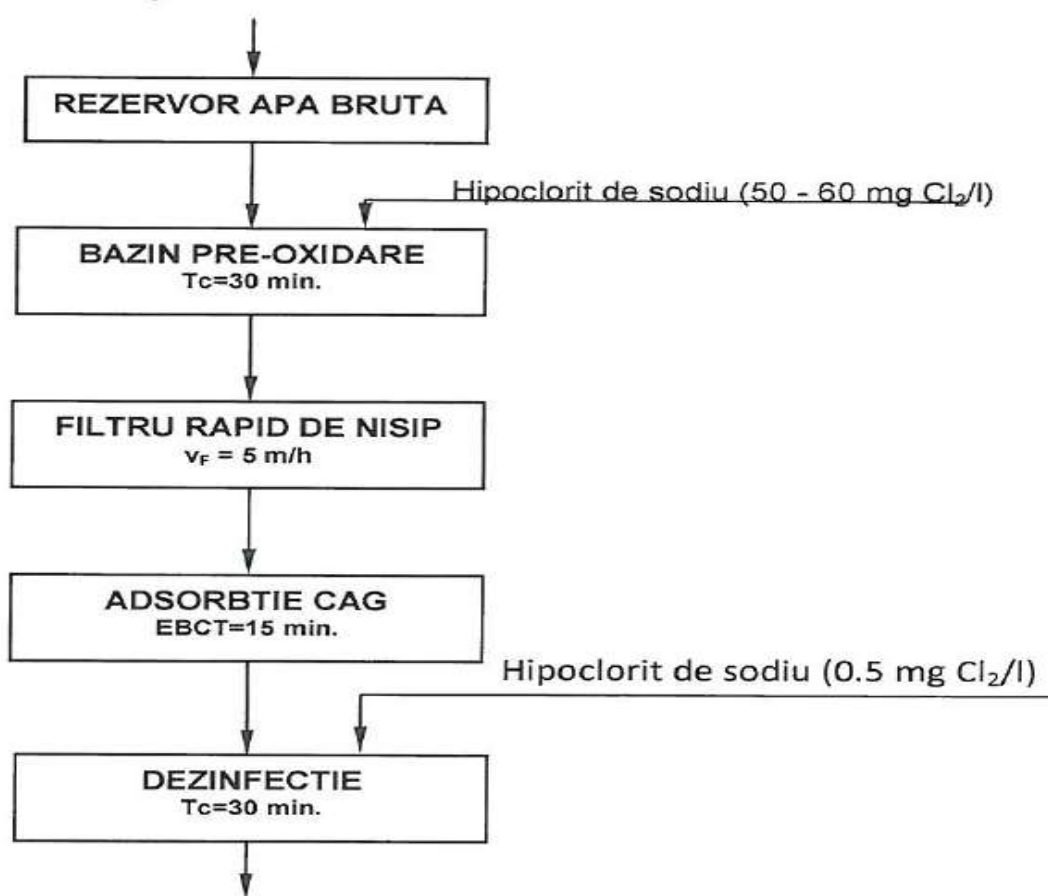 REZERVOR APA BRUTA
Hipoclorit de sodiu (50 - 60 mg Cl₂/l)
BAZIN PRE-OXIDARE
Tc=30 min.
FILTRU RAPID DE NISIP
v_F = 5 m/h
ADSORBTIE CAG
EBCT=15 min.
Hipoclorit de sodiu (0.5 mg Cl₂/l)
DEZINFECTIE
Tc=30 min.